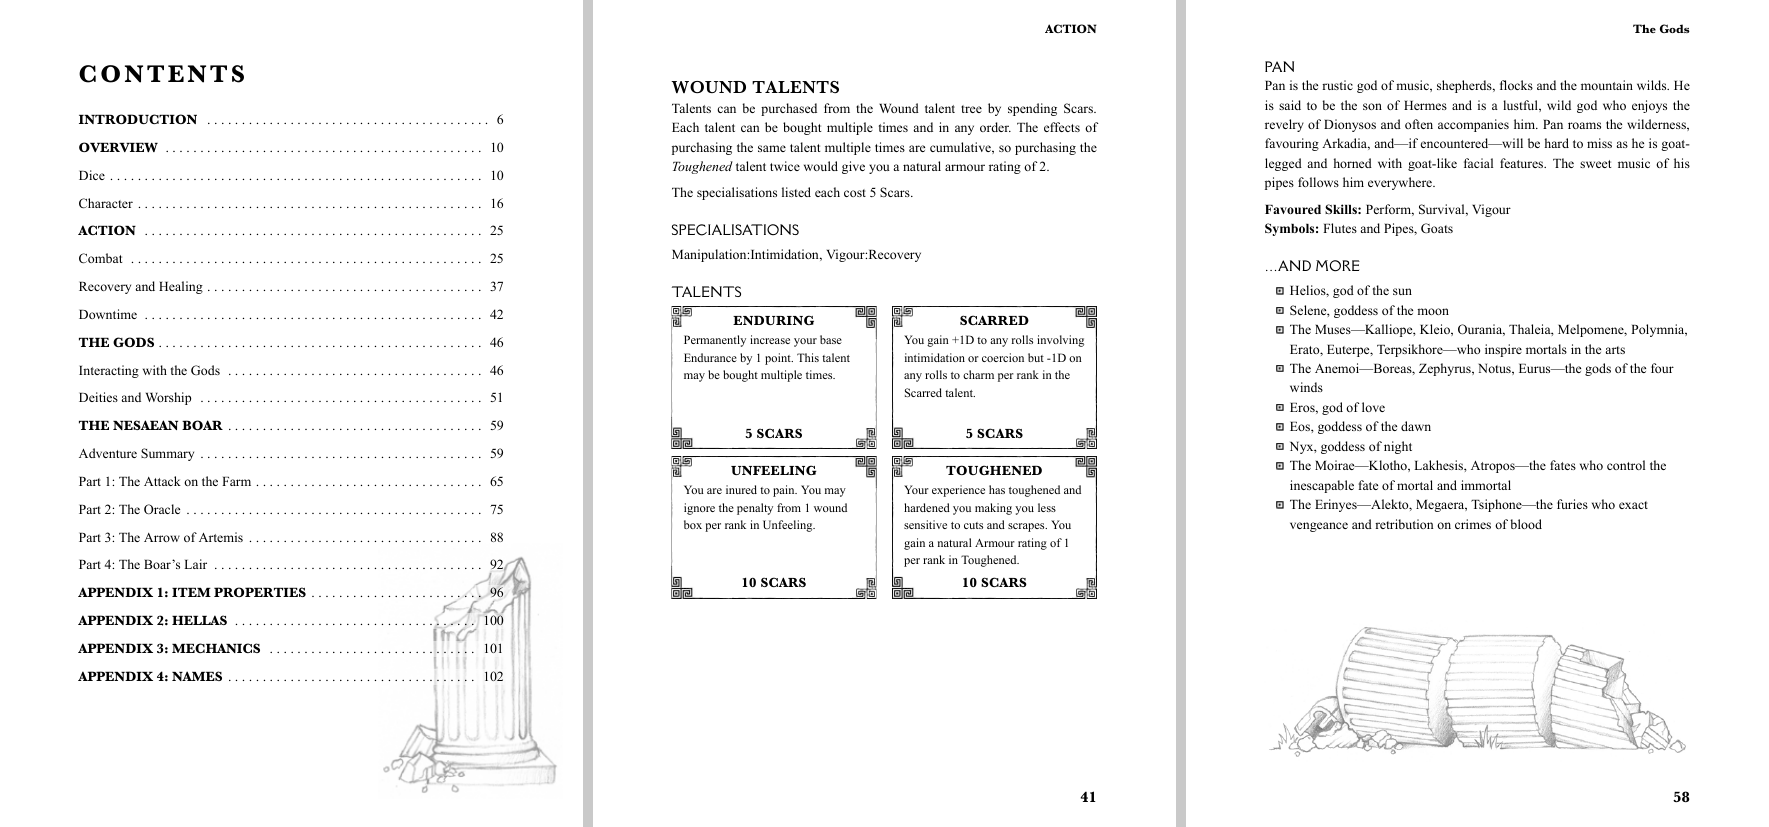 CONTENTS
INTRODUCTION ........................................ 6
OVERVIEW ............................................ 10
Dice ................................................ 10
Character ........................................... 16
ACTION .............................................. 25
Combat .............................................. 25
Recovery and Healing ................................ 37
Downtime ............................................ 42
THE GODS ............................................ 46
Interacting with the Gods ........................... 46
Deities and Worship ................................. 51
THE NESAEAN BOAR .................................... 59
Adventure Summary ................................... 59
Part 1: The Attack on the Farm ...................... 65
Part 2: The Oracle .................................. 75
Part 3: The Arrow of Artemis ........................ 88
Part 4: The Boar's Lair ............................. 92
APPENDIX 1: ITEM PROPERTIES ......................... 96
APPENDIX 2: HELLAS .................................. 100
APPENDIX 3: MECHANICS ............................... 101
APPENDIX 4: NAMES ................................... 102
ACTION
WOUND TALENTS
Talents can be purchased from the Wound talent tree by spending Scars.
Each talent can be bought multiple times and in any order. The effects of
purchasing the same talent multiple times are cumulative, so purchasing the
Toughened talent twice would give you a natural armour rating of 2.
The specialisations listed each cost 5 Scars.
SPECIALISATIONS
Manipulation:Intimidation, Vigour:Recovery
TALENTS
ENDURING
Permanently increase your base
Endurance by 1 point. This talent
may be bought multiple times.
5 SCARS
SCARRED
You gain +1D to any rolls involving
intimidation or coercion but -1D on
any rolls to charm per rank in the
Scarred talent.
5 SCARS
UNFEELING
You are inured to pain. You may
ignore the penalty from 1 wound
box per rank in Unfeeling.
10 SCARS
TOUGHENED
Your experience has toughened and
hardened you making you less
sensitive to cuts and scrapes. You
gain a natural Armour rating of 1
per rank in Toughened.
10 SCARS
41
The Gods
PAN
Pan is the rustic god of music, shepherds, flocks and the mountain wilds. He
is said to be the son of Hermes and is a lustful, wild god who enjoys the
revelry of Dionysos and often accompanies him. Pan roams the wilderness,
favouring Arkadia, and—if encountered—will be hard to miss as he is goat-
legged and horned with goat-like facial features. The sweet music of his
pipes follows him everywhere.
Favoured Skills: Perform, Survival, Vigour
Symbols: Flutes and Pipes, Goats
...AND MORE
Helios, god of the sun
Selene, goddess of the moon
The Muses—Kalliope, Kleio, Ourania, Thaleia, Melpomene, Polymnia,
Erato, Euterpe, Terpsikhore—who inspire mortals in the arts
The Anemoi—Boreas, Zephyrus, Notus, Eurus—the gods of the four
winds
Eros, god of love
Eos, goddess of the dawn
Nyx, goddess of night
The Moirae—Klotho, Lakhesis, Atropos—the fates who control the
inescapable fate of mortal and immortal
The Erinyes—Alekto, Megaera, Tsiphone—the furies who exact
vengeance and retribution on crimes of blood
58